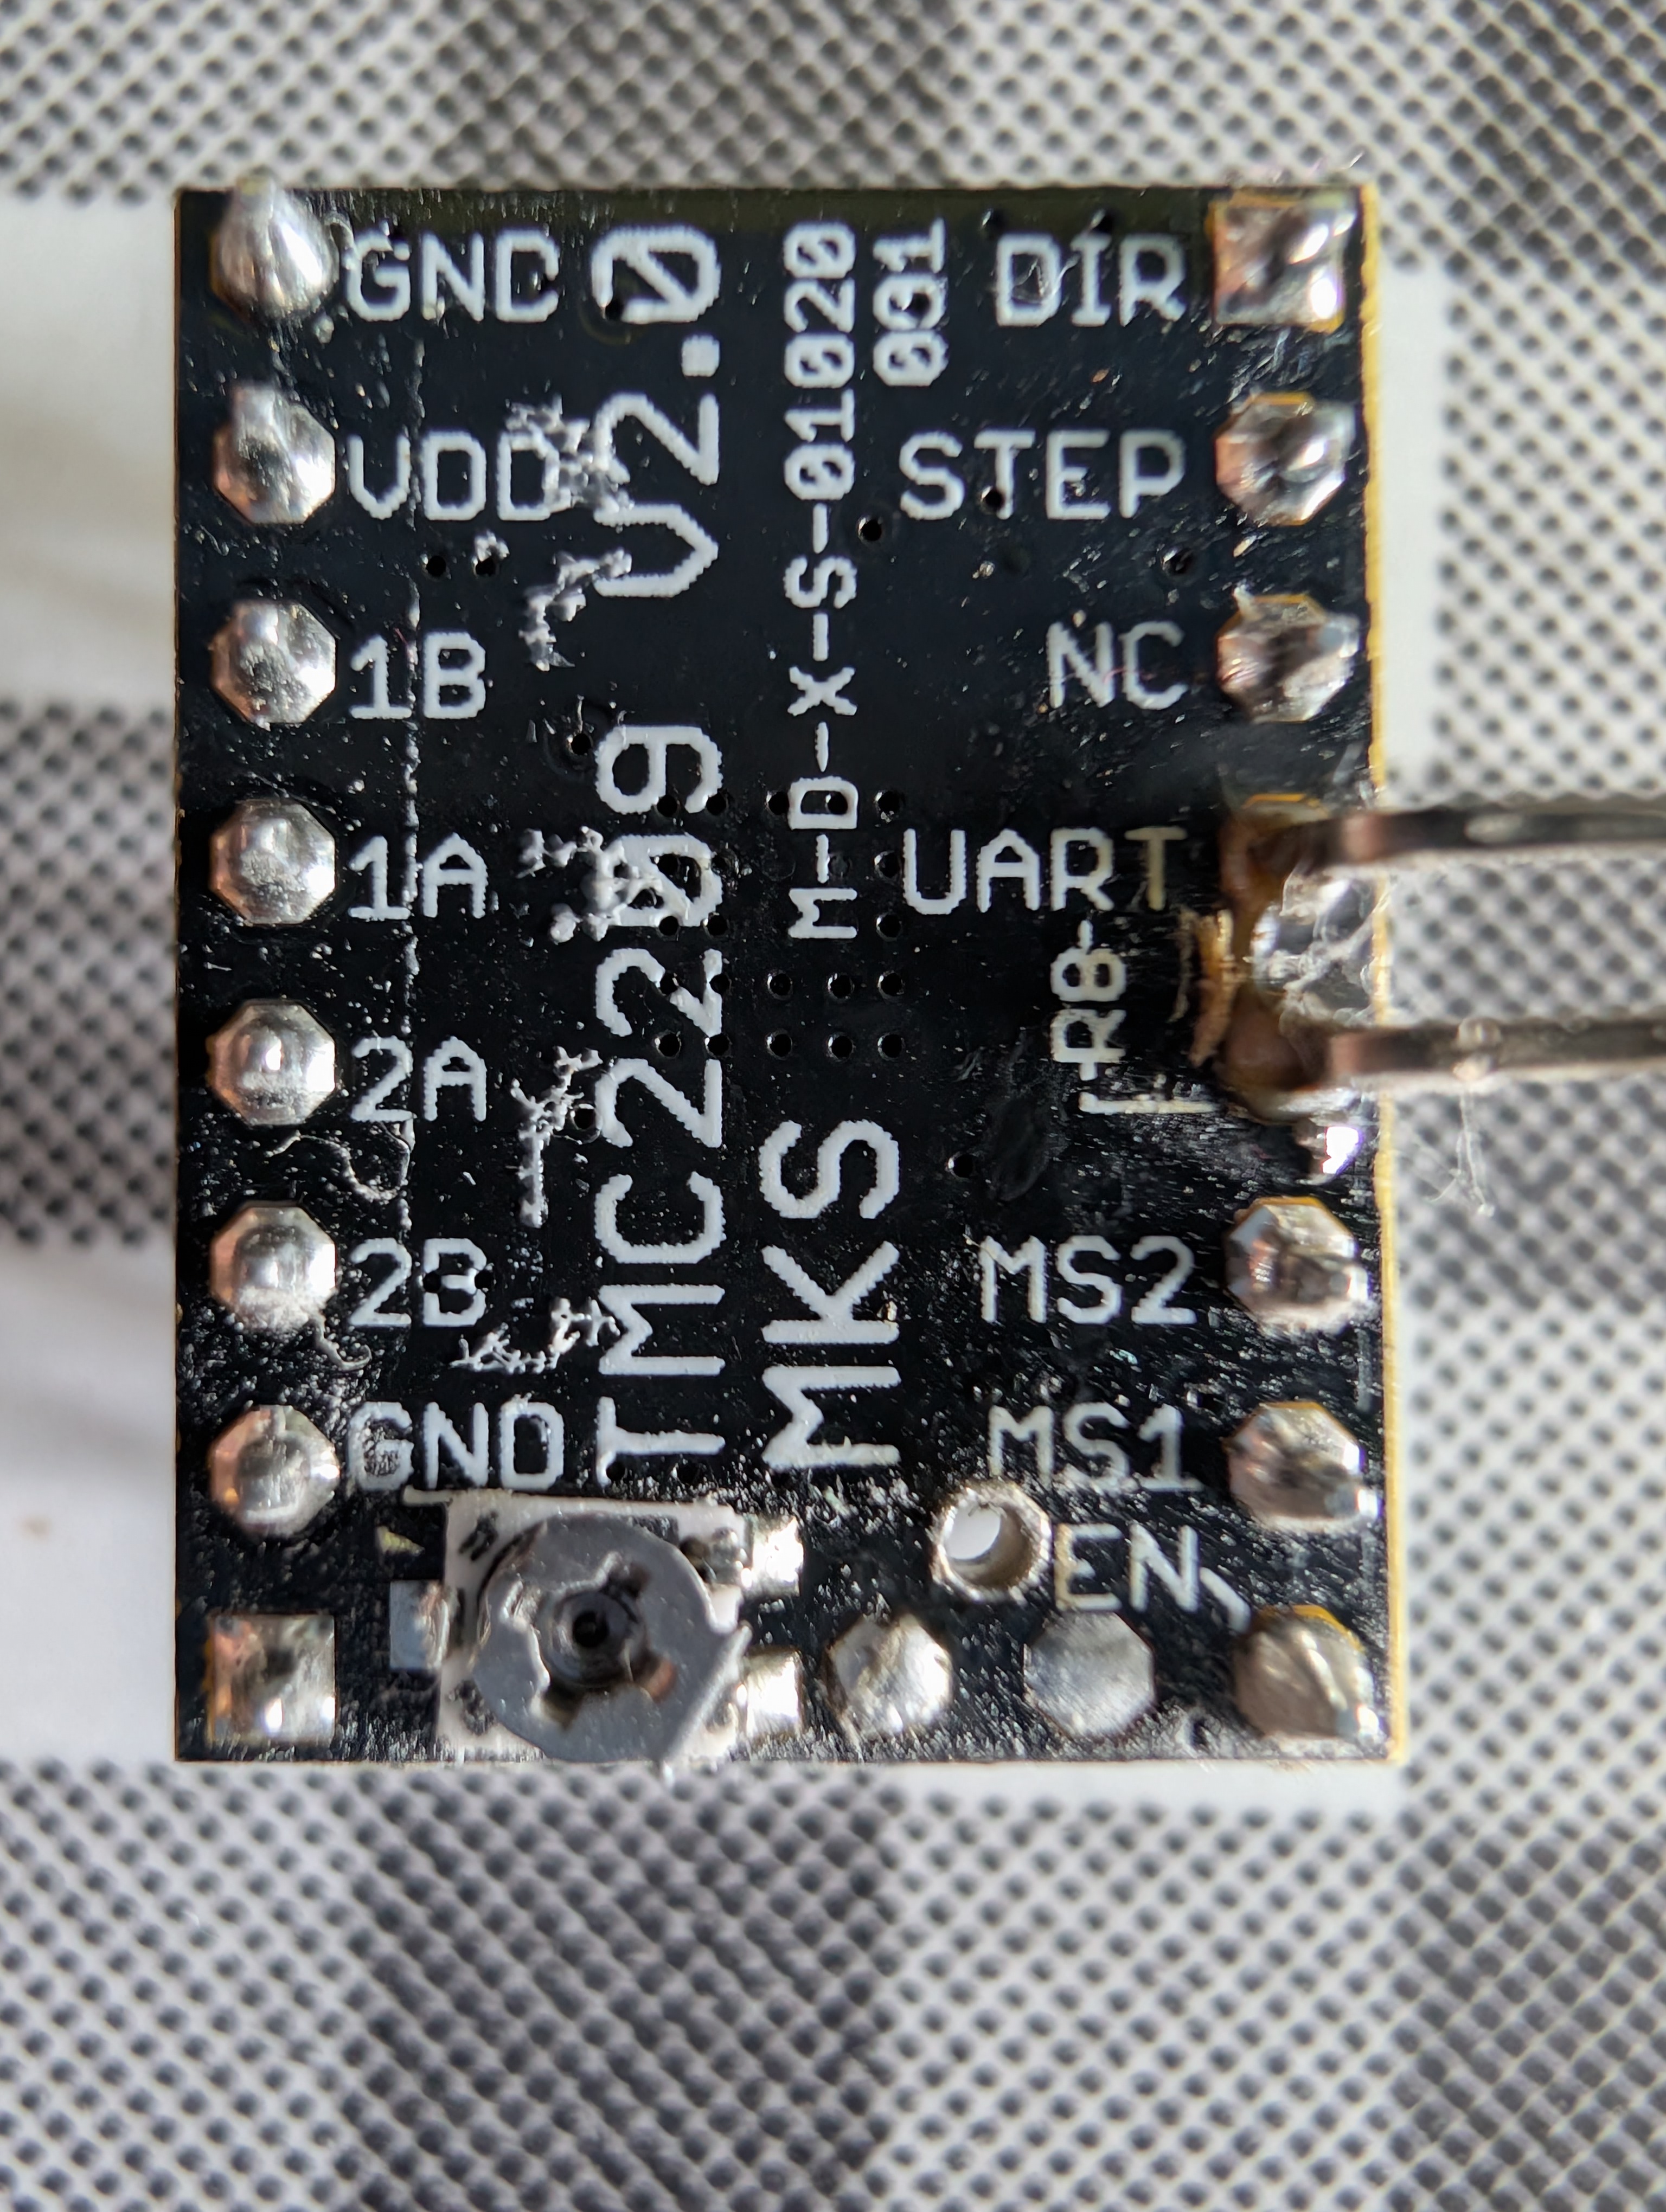 GND
VDD
1B
1A
2A
2B
GND
TMC2209 V2.0
MKS
M-D-X-S-01020
001
DIR
STEP
NC
UART
R8
MS2
MS1
EN